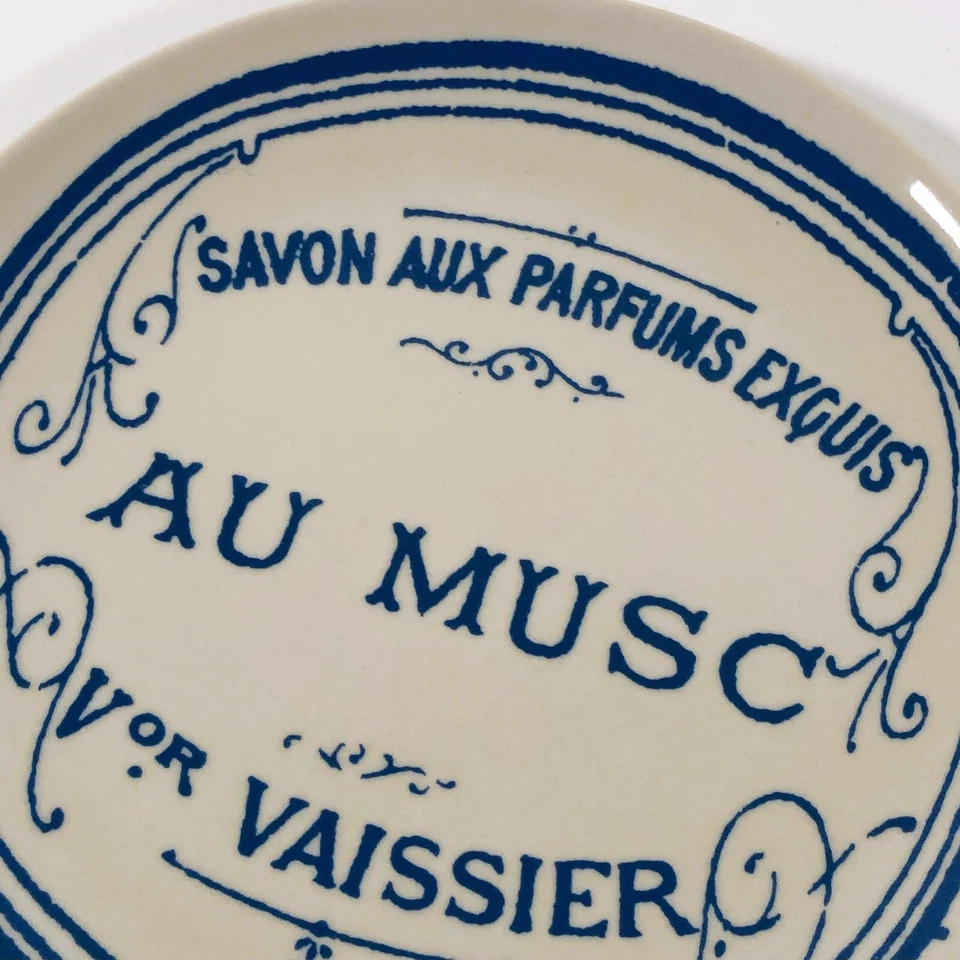 SAVON AUX PARFUMS EXQUIS
AU MUSC
VOR VAISSIER